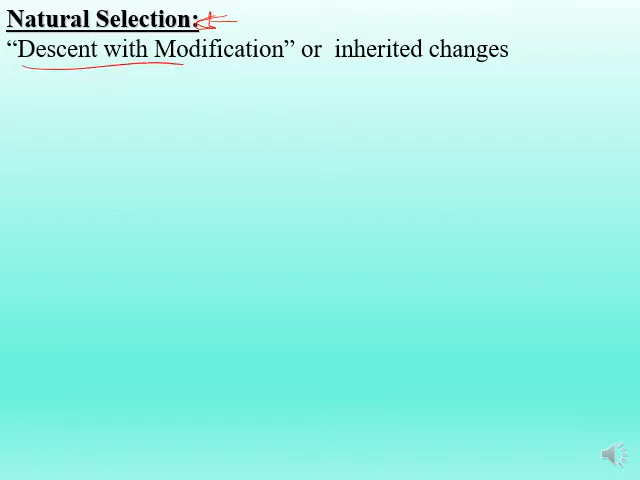 Natural Selection:
“Descent with Modification” or inherited changes